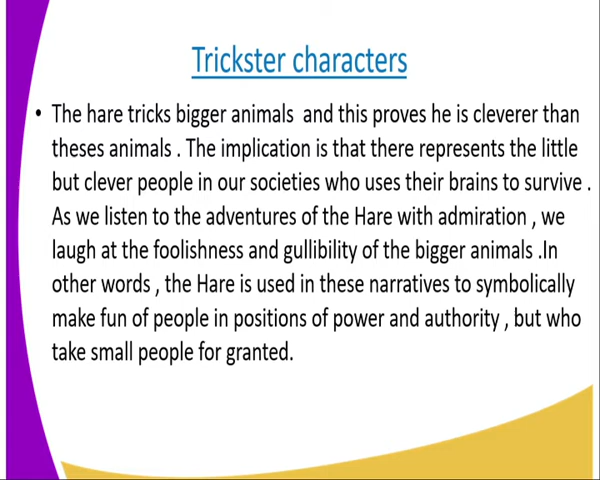 Trickster characters
• The hare tricks bigger animals and this proves he is cleverer than
theses animals . The implication is that there represents the little
but clever people in our societies who uses their brains to survive .
As we listen to the adventures of the Hare with admiration , we
laugh at the foolishness and gullibility of the bigger animals .In
other words , the Hare is used in these narratives to symbolically
make fun of people in positions of power and authority , but who
take small people for granted.